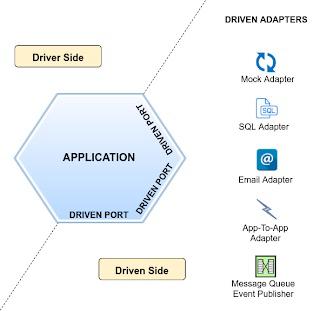 DRIVEN ADAPTERS
Driver Side
Mock Adapter
DRIVEN PORT
SQL
SQL Adapter
APPLICATION
DRIVEN PORT
@
Email Adapter
DRIVEN PORT
App-To-App
Adapter
Driven Side
Message Queue
Event Publisher